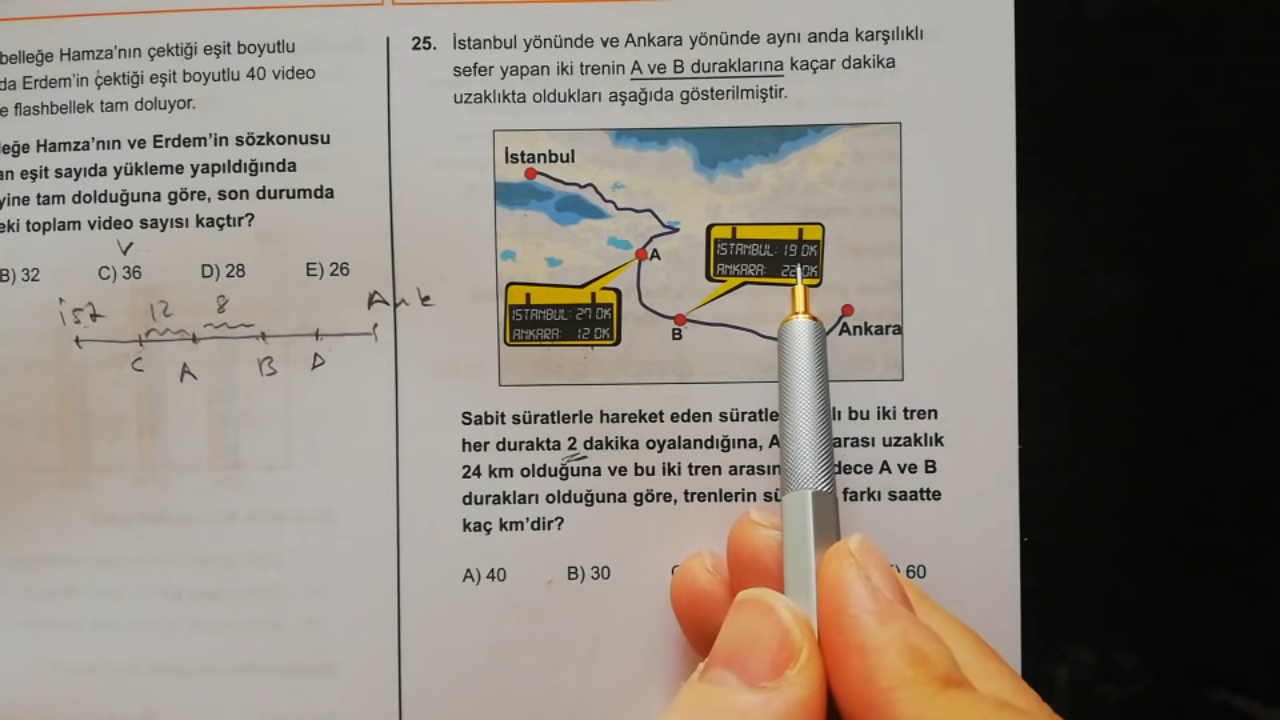 belleğe Hamza'nın çektiği eşit boyutlu
da Erdem'in çektiği eşit boyutlu 40 video
e flashbellek tam doluyor.
leğe Hamza'nın ve Erdem'in sözkonusu
an eşit sayıda yükleme yapıldığında
yine tam dolduğuna göre, son durumda
eki toplam video sayısı kaçtır?
B) 32 C) 36 D) 28 E) 26
ist 12 8 Ank
C A B D
25. İstanbul yönünde ve Ankara yönünde aynı anda karşılıklı
sefer yapan iki trenin A ve B duraklarına kaçar dakika
uzaklıkta oldukları aşağıda gösterilmiştir.
İstanbul
A
İSTANBUL: 19 DK
ANKARA: 22 DK
İSTANBUL: 27 DK
ANKARA: 12 DK
B
Ankara
Sabit süratlerle hareket eden süratle lı bu iki tren
her durakta 2 dakika oyalandığına, A arası uzaklık
24 km olduğuna ve bu iki tren arasın dece A ve B
durakları olduğuna göre, trenlerin sü farkı saatte
kaç km'dir?
A) 40 B) 30 60